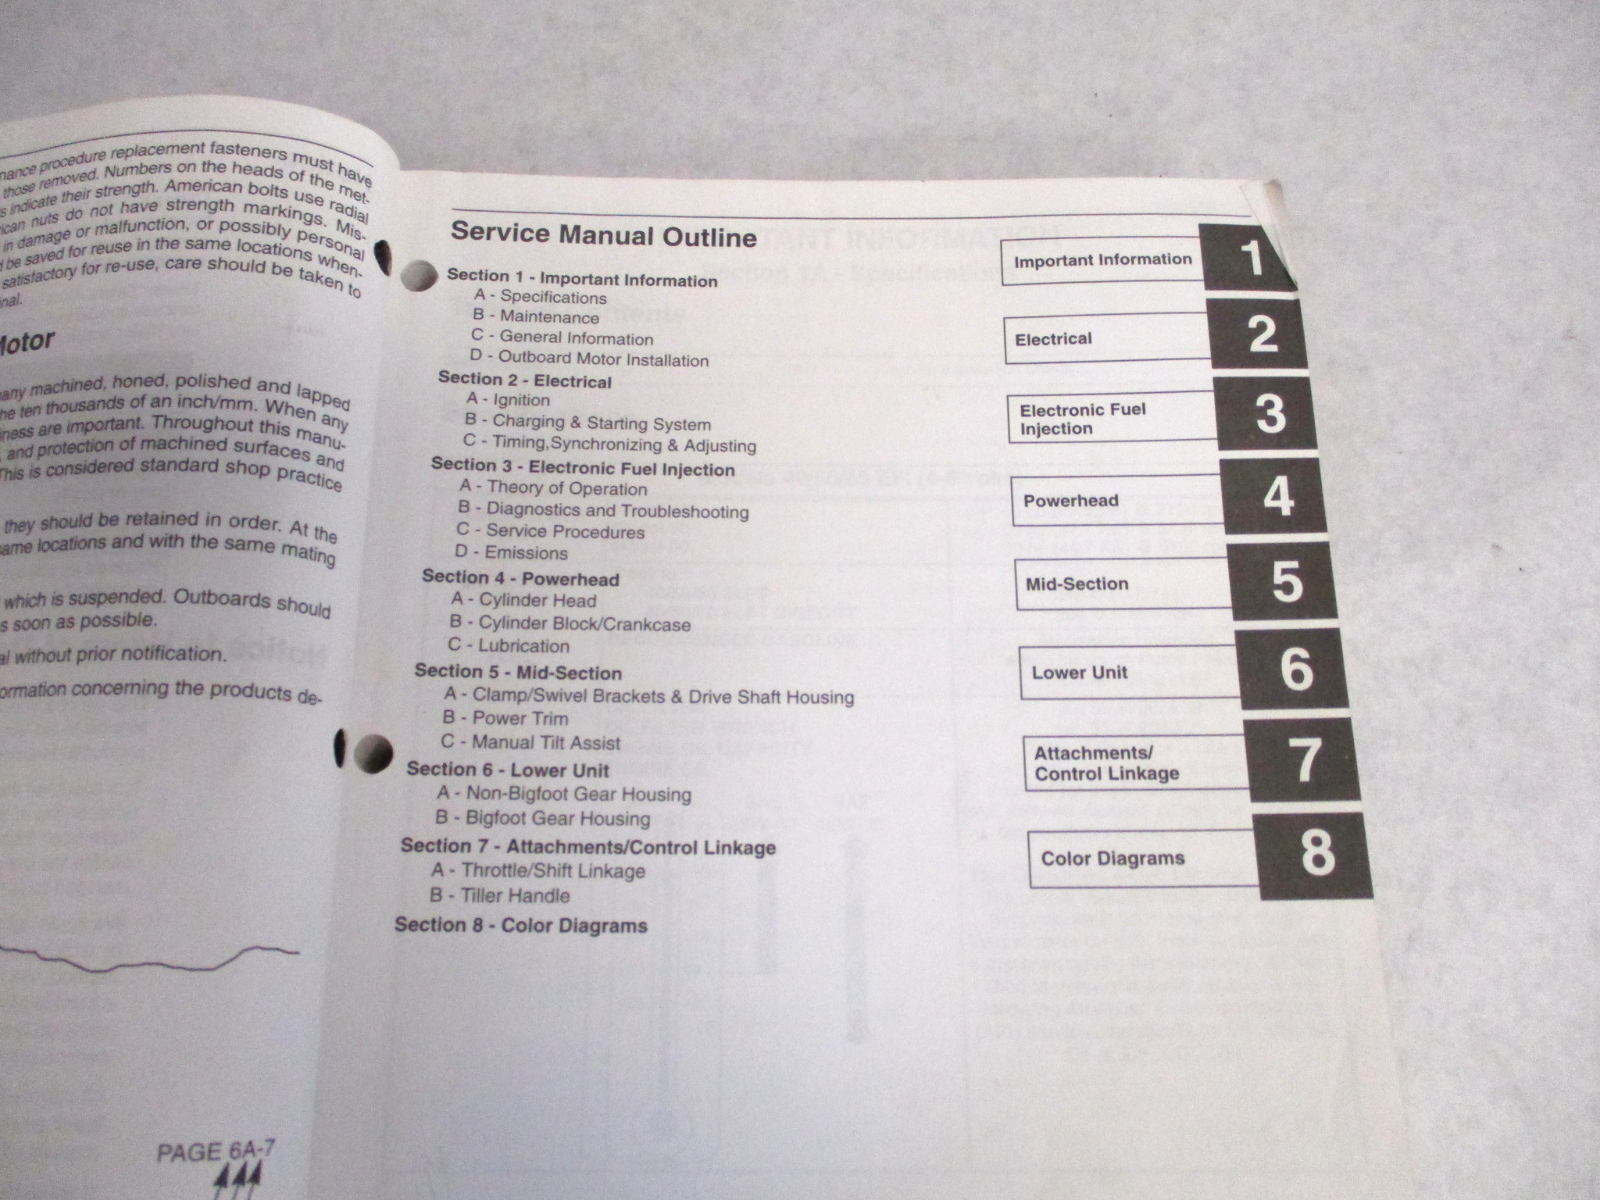 nance procedure replacement fasteners must have
those removed. Numbers on the heads of the met-
s indicate their strength. American bolts use radial
ican nuts do not have strength markings. Mis-
in damage or malfunction, or possibly personal
d be saved for reuse in the same locations when-
satisfactory for re-use, care should be taken to
nal.
Motor
any machined, honed, polished and lapped
he ten thousands of an inch/mm. When any
iness are important. Throughout this manu-
, and protection of machined surfaces and
This is considered standard shop practice
they should be retained in order. At the
ame locations and with the same mating
which is suspended. Outboards should
s soon as possible.
al without prior notification.
ormation concerning the products de-
PAGE 6A-7
Service Manual Outline
Section 1 - Important Information
A - Specifications
B - Maintenance
C - General Information
D - Outboard Motor Installation
Section 2 - Electrical
A - Ignition
B - Charging & Starting System
C - Timing,Synchronizing & Adjusting
Section 3 - Electronic Fuel Injection
A - Theory of Operation
B - Diagnostics and Troubleshooting
C - Service Procedures
D - Emissions
Section 4 - Powerhead
A - Cylinder Head
B - Cylinder Block/Crankcase
C - Lubrication
Section 5 - Mid-Section
A - Clamp/Swivel Brackets & Drive Shaft Housing
B - Power Trim
C - Manual Tilt Assist
Section 6 - Lower Unit
A - Non-Bigfoot Gear Housing
B - Bigfoot Gear Housing
Section 7 - Attachments/Control Linkage
A - Throttle/Shift Linkage
B - Tiller Handle
Section 8 - Color Diagrams
Important Information 1
Electrical 2
Electronic Fuel
Injection 3
Powerhead 4
Mid-Section 5
Lower Unit 6
Attachments/
Control Linkage 7
Color Diagrams 8